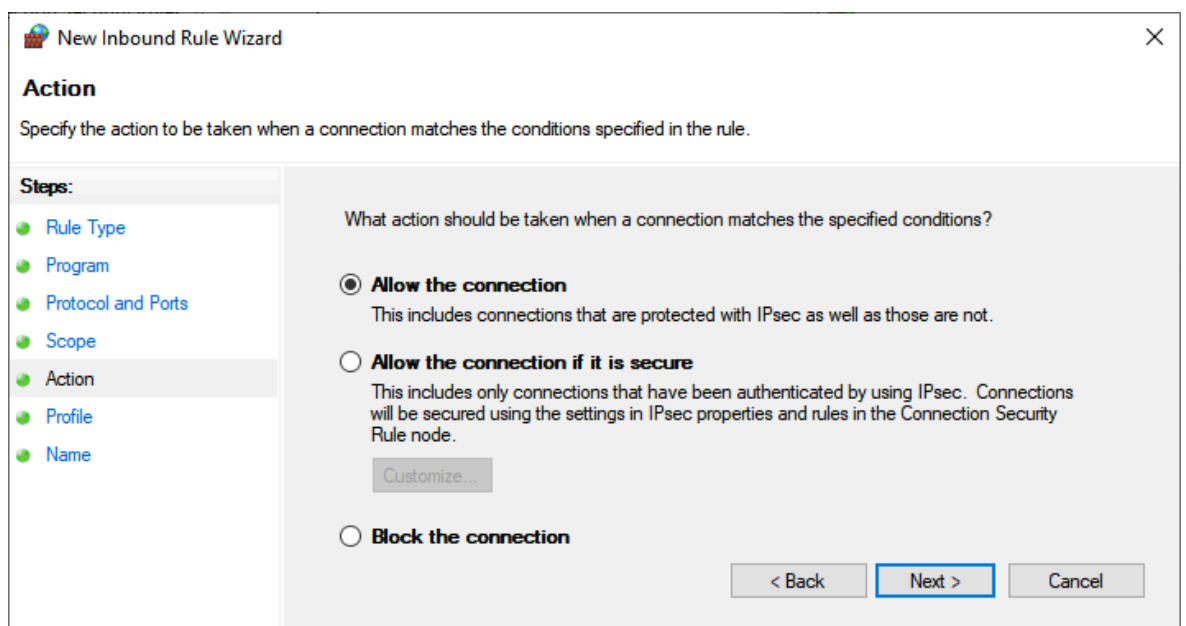 New Inbound Rule Wizard
Action
Specify the action to be taken when a connection matches the conditions specified in the rule.
Steps:
Rule Type
Program
Protocol and Ports
Scope
Action
Profile
Name
What action should be taken when a connection matches the specified conditions?
Allow the connection
This includes connections that are protected with IPsec as well as those are not.
Allow the connection if it is secure
This includes only connections that have been authenticated by using IPsec. Connections
will be secured using the settings in IPsec properties and rules in the Connection Security
Rule node.
Customize...
Block the connection
< Back
Next >
Cancel